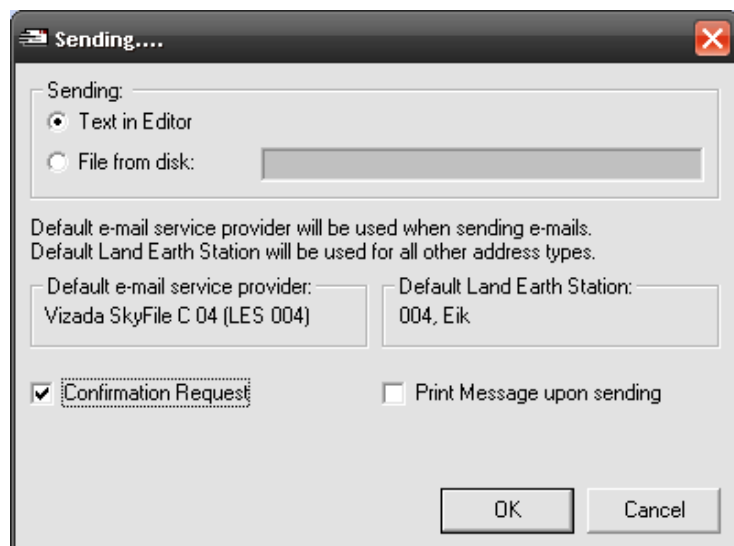 Sending....
Sending:
Text in Editor
File from disk:
Default e-mail service provider will be used when sending e-mails.
Default Land Earth Station will be used for all other address types.
Default e-mail service provider:
Vizada SkyFile C 04 (LES 004)
Default Land Earth Station:
004, Eik
Confirmation Request
Print Message upon sending
OK
Cancel